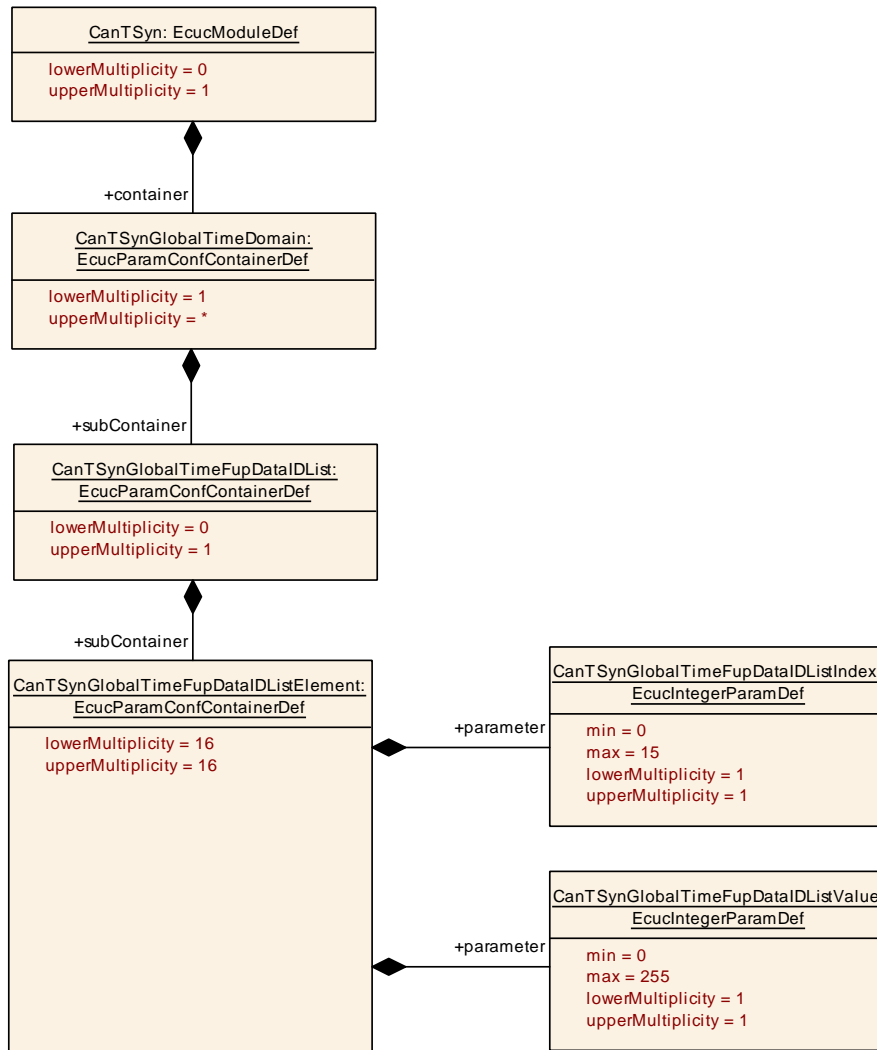 CanTSyn: EcucModuleDef
lowerMultiplicity = 0
upperMultiplicity = 1
+container
CanTSynGlobalTimeDomain:
EcucParamConfContainerDef
lowerMultiplicity = 1
upperMultiplicity = *
+subContainer
CanTSynGlobalTimeFupDataIDList:
EcucParamConfContainerDef
lowerMultiplicity = 0
upperMultiplicity = 1
+subContainer
CanTSynGlobalTimeFupDataIDListElement:
EcucParamConfContainerDef
lowerMultiplicity = 16
upperMultiplicity = 16
+parameter
CanTSynGlobalTimeFupDataIDListIndex
EcucIntegerParamDef
min = 0
max = 15
lowerMultiplicity = 1
upperMultiplicity = 1
+parameter
CanTSynGlobalTimeFupDataIDListValue
EcucIntegerParamDef
min = 0
max = 255
lowerMultiplicity = 1
upperMultiplicity = 1